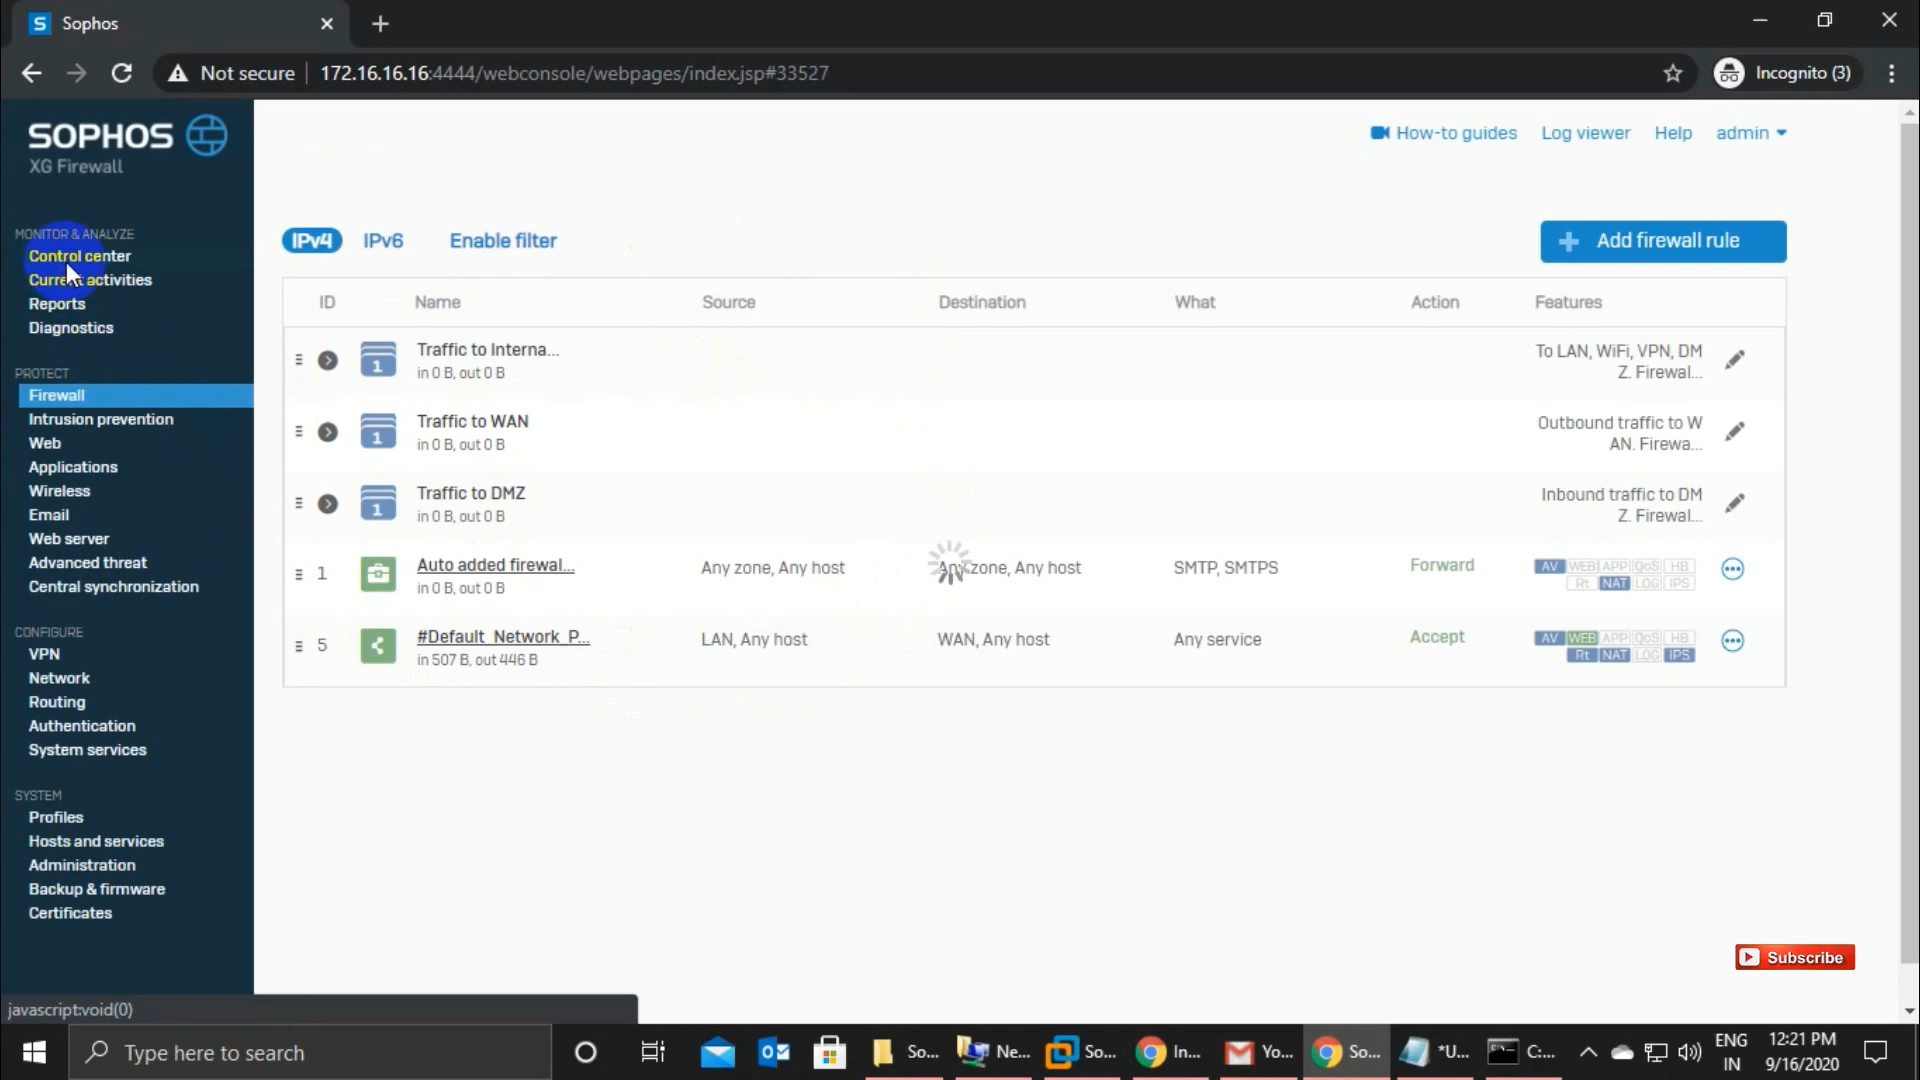 Sophos
Not secure
172.16.16.16:4444/webconsole/webpages/index.jsp#33527
Incognito (3)
SOPHOS
XG Firewall
How-to guides
Log viewer
Help
admin
MONITOR & ANALYZE
Control center
Current activities
Reports
Diagnostics
PROTECT
Firewall
Intrusion prevention
Web
Applications
Wireless
Email
Web server
Advanced threat
Central synchronization
CONFIGURE
VPN
Network
Routing
Authentication
System services
SYSTEM
Profiles
Hosts and services
Administration
Backup & firmware
Certificates
IPv4 IPv6 Enable filter
Add firewall rule
ID Name Source Destination What Action Features
1 Traffic to Interna...
in 0 B, out 0 B
To LAN, WiFi, VPN, DM
Z. Firewal...
1 Traffic to WAN
in 0 B, out 0 B
Outbound traffic to W
AN. Firewa...
1 Traffic to DMZ
in 0 B, out 0 B
Inbound traffic to DM
Z. Firewal...
1 Auto added firewal... Any zone, Any host Any zone, Any host SMTP, SMTPS Forward AV WEB APP QoS HB
in 0 B, out 0 B Rt NAT LOG IPS
5 #Default_Network_P... LAN, Any host WAN, Any host Any service Accept AV WEB APP QoS HB
in 507 B, out 446 B Rt NAT LOG IPS
Subscribe
javascript:void(0)
Type here to search
So...
Ne...
So...
In...
Yo...
So...
*U...
C:...
ENG
IN
12:21 PM
9/16/2020